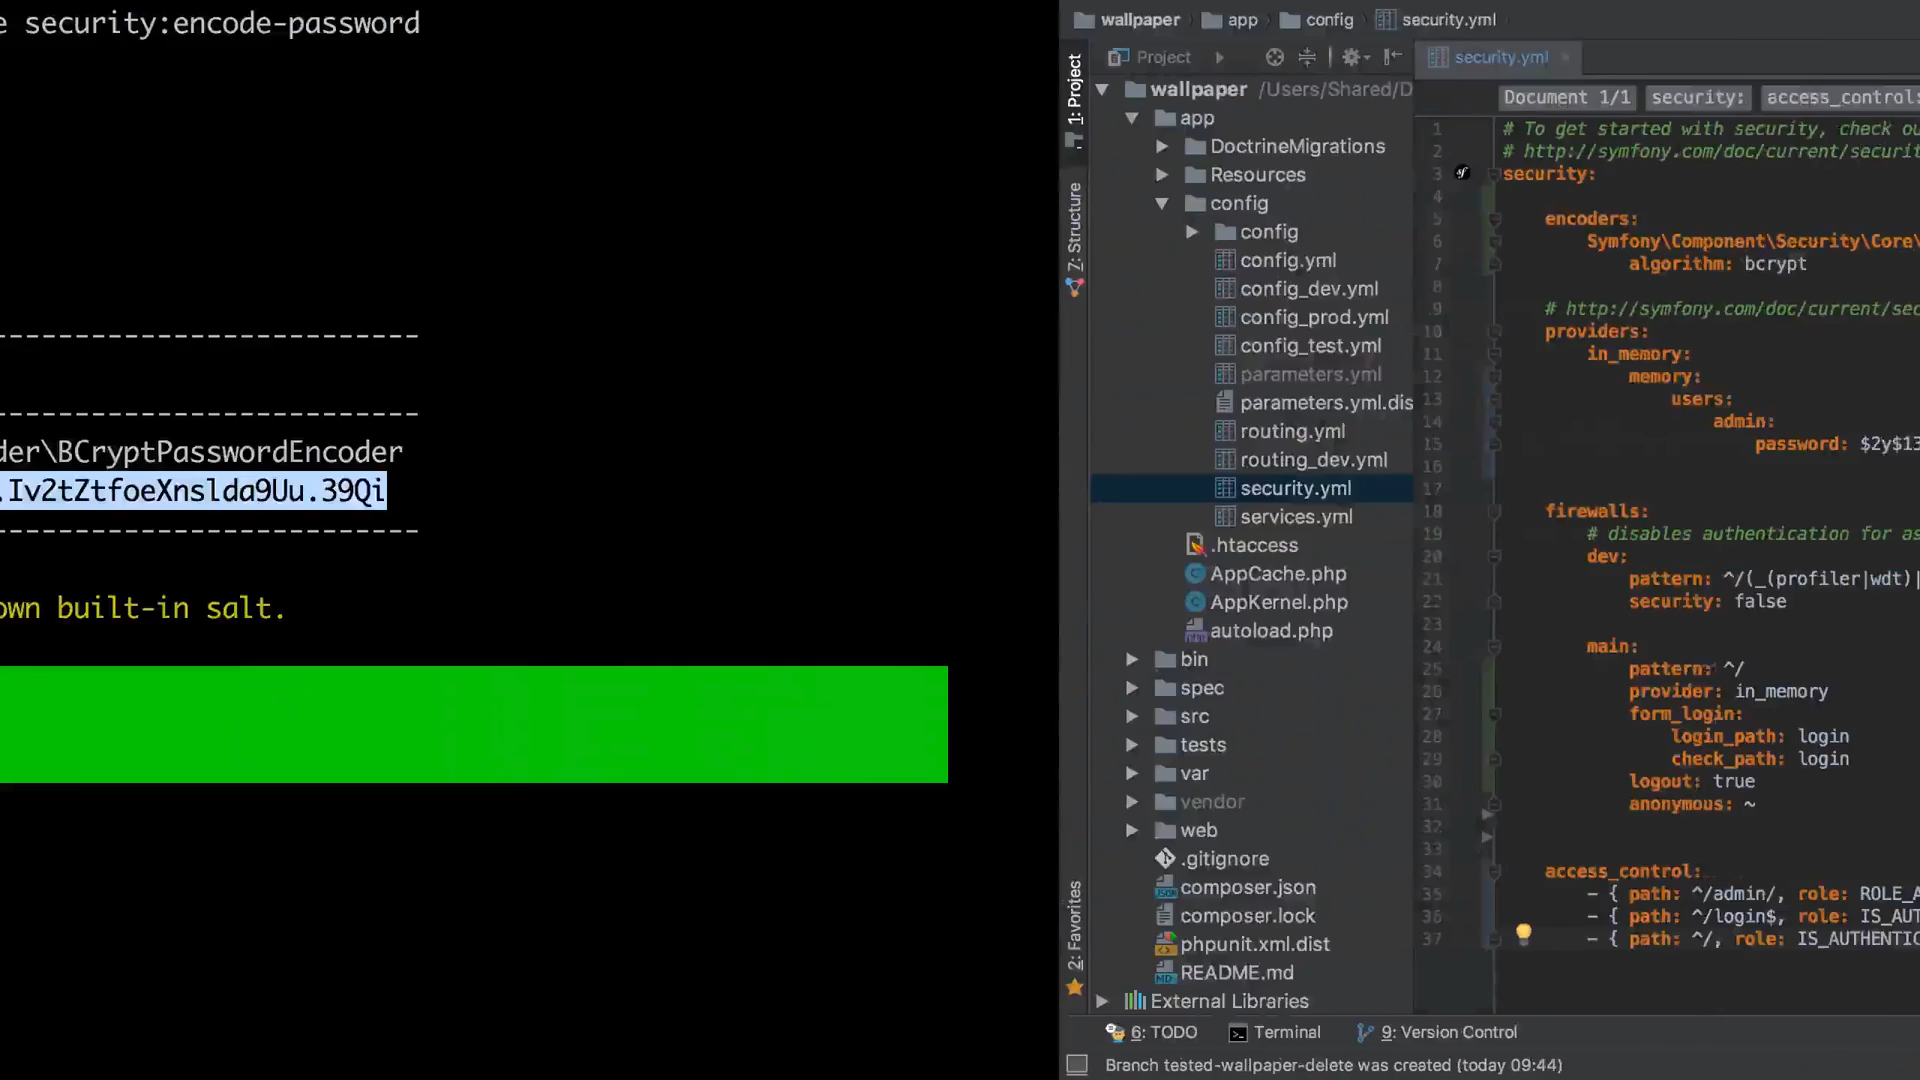 e security:encode-password
--------------------------
--------------------------
der\BCryptPasswordEncoder
.Iv2tZtfoeXnslda9Uu.39Qi
--------------------------
own built-in salt.
wallpaper app config security.yml
1: Project
7: Structure
2: Favorites
Project
wallpaper /Users/Shared/D
app
DoctrineMigrations
Resources
config
config
config.yml
config_dev.yml
config_prod.yml
config_test.yml
parameters.yml
parameters.yml.dis
routing.yml
routing_dev.yml
security.yml
services.yml
.htaccess
AppCache.php
AppKernel.php
autoload.php
bin
spec
src
tests
var
vendor
web
.gitignore
composer.json
composer.lock
phpunit.xml.dist
README.md
External Libraries
security.yml
Document 1/1 security: access_control:
1 # To get started with security, check ou
2 # http://symfony.com/doc/current/securit
3 security:
4
5 encoders:
6 Symfony\Component\Security\Core\
7 algorithm: bcrypt
8
9 # http://symfony.com/doc/current/sec
10 providers:
11 in_memory:
12 memory:
13 users:
14 admin:
15 password: $2y$13
16
17
18 firewalls:
19 # disables authentication for as
20 dev:
21 pattern: ^/(_(profiler|wdt)|
22 security: false
23
24 main:
25 pattern: ^/
26 provider: in_memory
27 form_login:
28 login_path: login
29 check_path: login
30 logout: true
31 anonymous: ~
32
33
34 access_control:
35 - { path: ^/admin/, role: ROLE_A
36 - { path: ^/login$, role: IS_AUT
37 - { path: ^/, role: IS_AUTHENTIC
6: TODO Terminal 9: Version Control
Branch tested-wallpaper-delete was created (today 09:44)